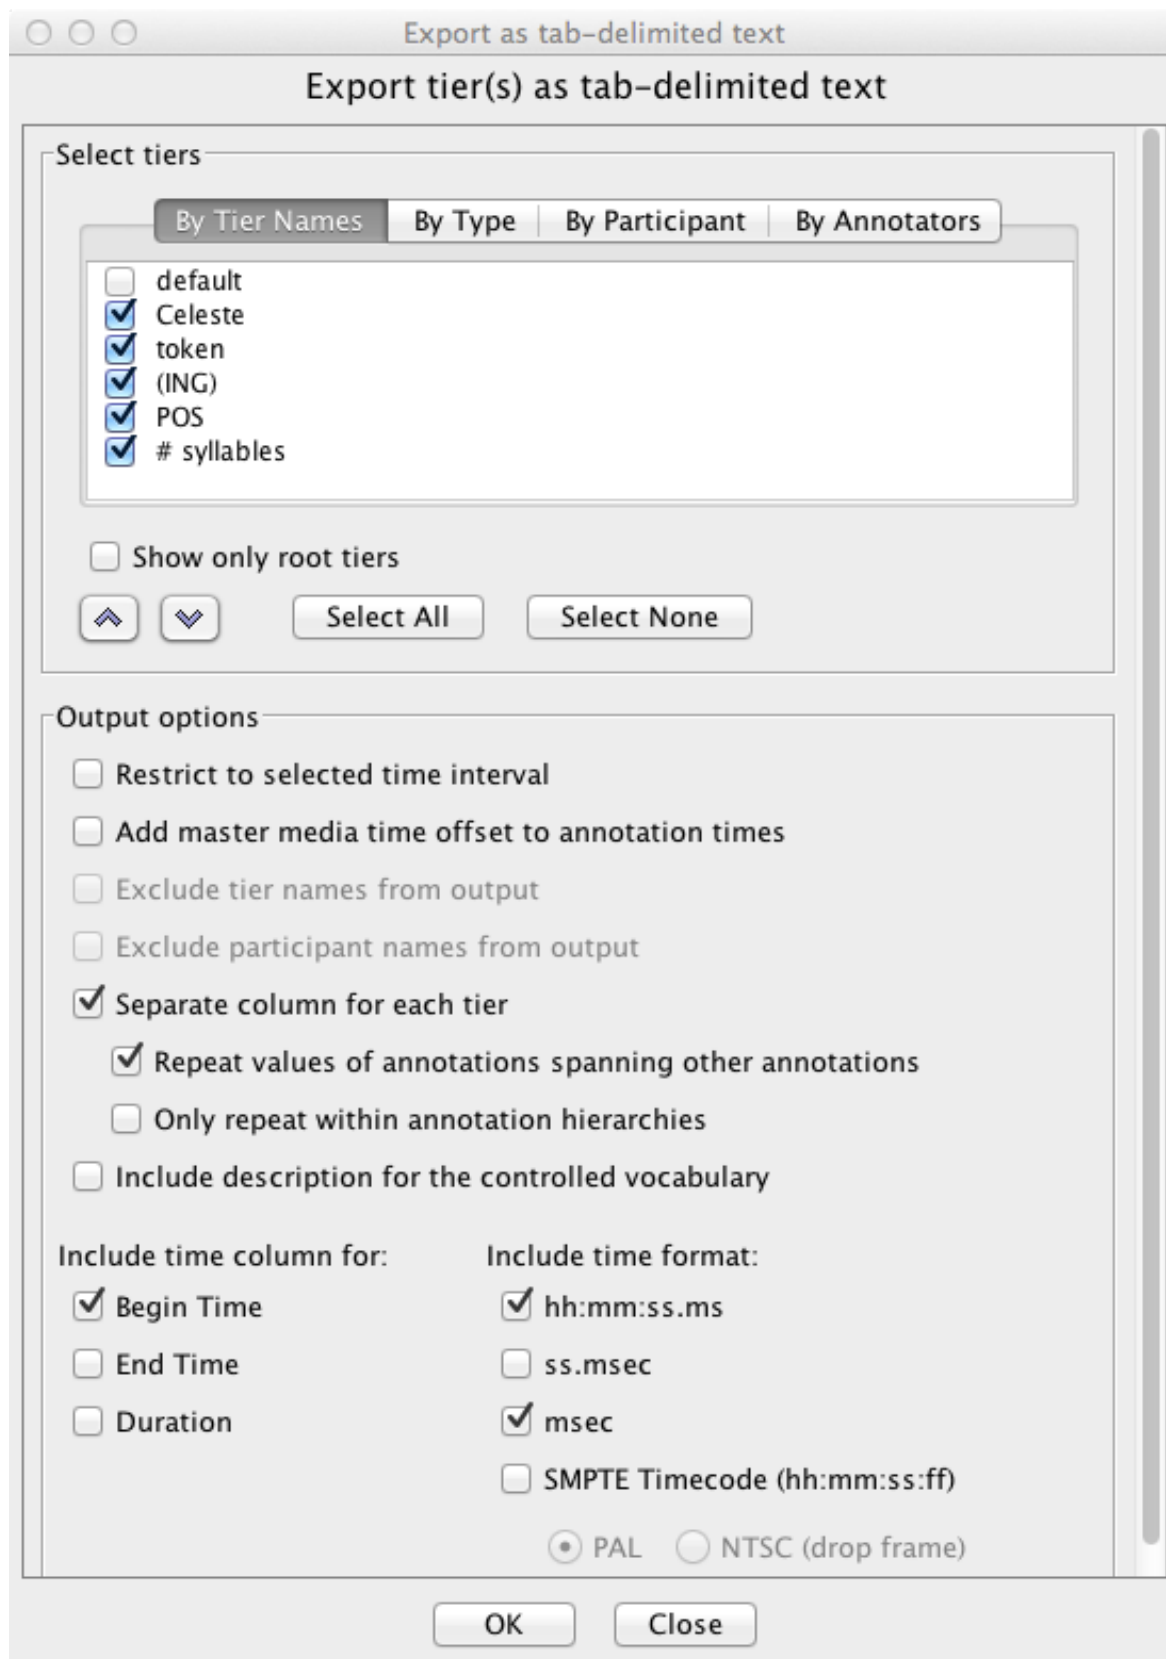 Export as tab-delimited text
Export tier(s) as tab-delimited text
Select tiers
By Tier Names By Type By Participant By Annotators
default
Celeste
token
(ING)
POS
# syllables
Show only root tiers
Select All Select None
Output options
Restrict to selected time interval
Add master media time offset to annotation times
Exclude tier names from output
Exclude participant names from output
Separate column for each tier
Repeat values of annotations spanning other annotations
Only repeat within annotation hierarchies
Include description for the controlled vocabulary
Include time column for: Include time format:
Begin Time hh:mm:ss.ms
End Time ss.msec
Duration msec
SMPTE Timecode (hh:mm:ss:ff)
PAL NTSC (drop frame)
OK Close